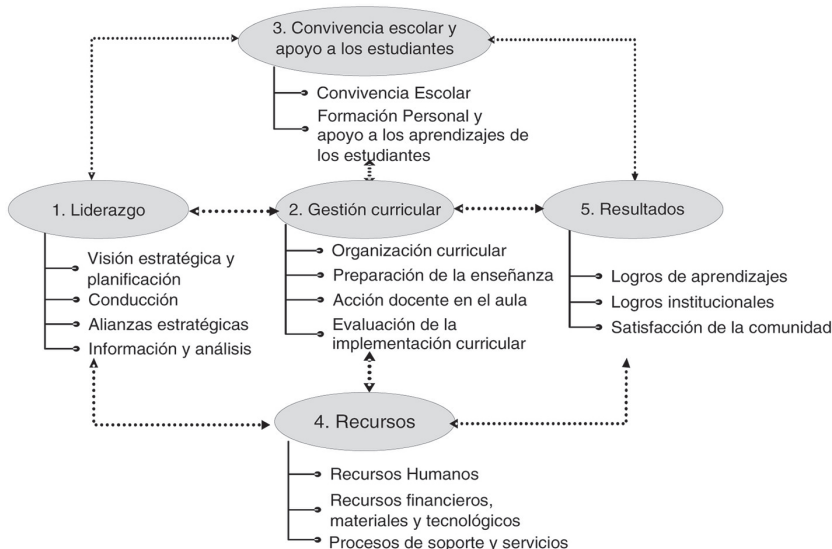 3. Convivencia escolar y
apoyo a los estudiantes
Convivencia Escolar
Formación Personal y
apoyo a los aprendizajes de
los estudiantes
1. Liderazgo
Visión estratégica y
planificación
Conducción
Alianzas estratégicas
Información y análisis
2. Gestión curricular
Organización curricular
Preparación de la enseñanza
Acción docente en el aula
Evaluación de la
implementación curricular
5. Resultados
Logros de aprendizajes
Logros institucionales
Satisfacción de la comunidad
4. Recursos
Recursos Humanos
Recursos financieros,
materiales y tecnológicos
Procesos de soporte y servicios